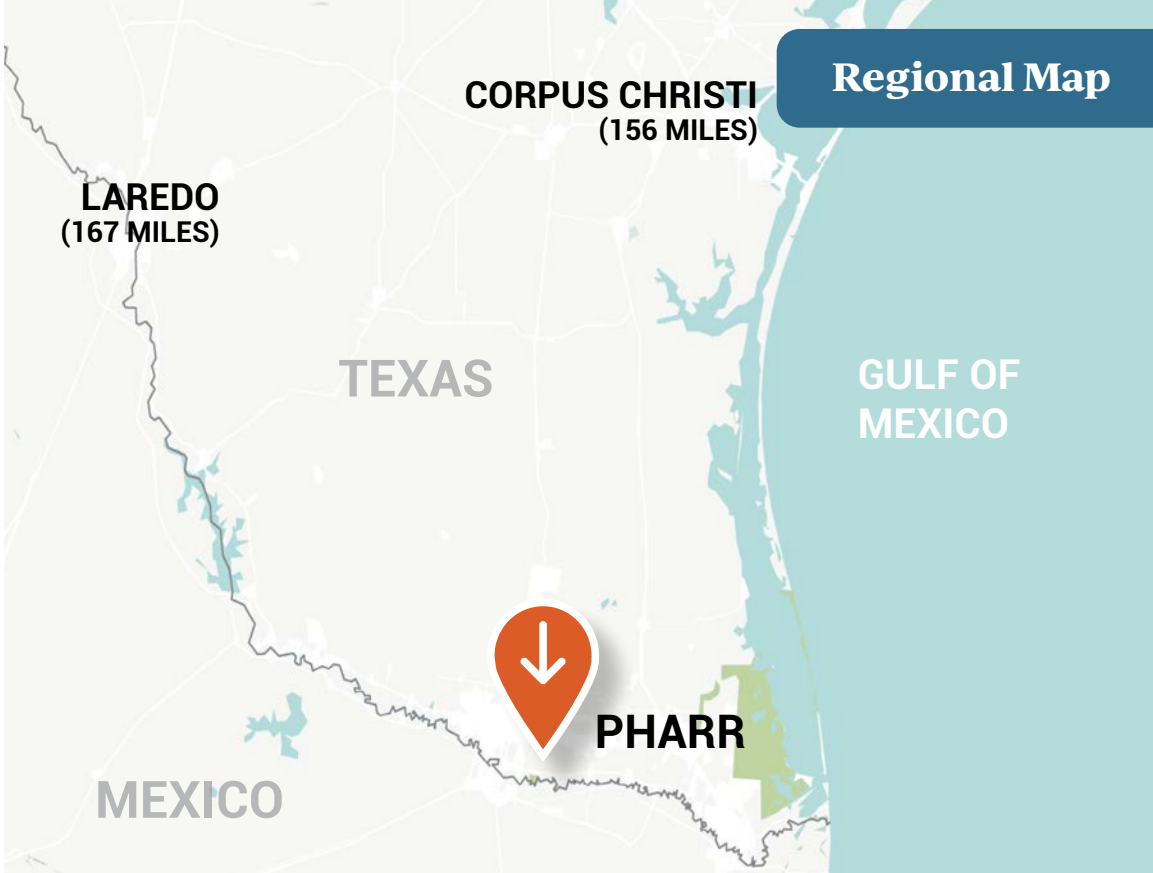 Regional Map
CORPUS CHRISTI
(156 MILES)
LAREDO
(167 MILES)
TEXAS
GULF OF
MEXICO
PHARR
MEXICO